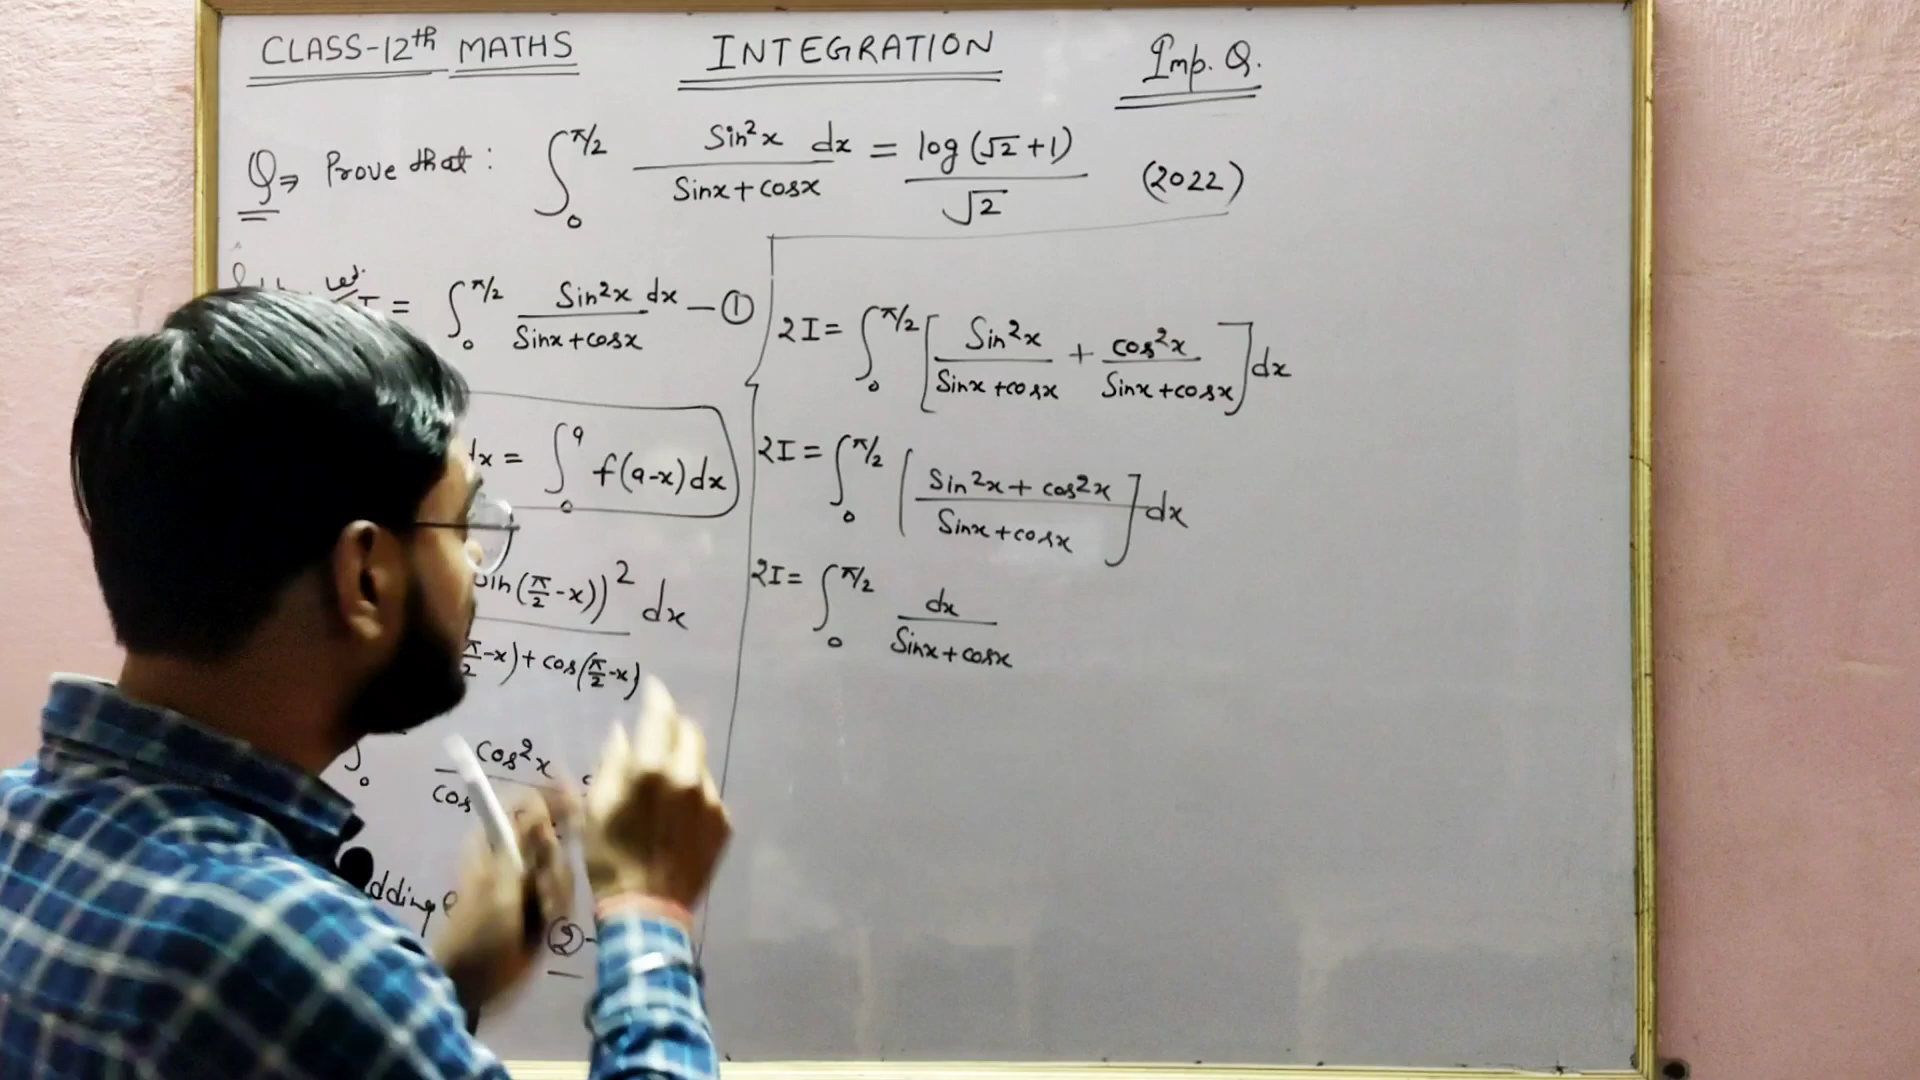 CLASS-12th MATHS INTEGRATION Imp. Q.
Q⇒ Prove that : ∫₀^π/2 Sin²x dx / Sinx+cosx = log(√2+1) / √2 (2022)
let I = ∫₀^π/2 Sin²x dx / Sinx+cosx — ①
dx = ∫₀^a f(a-x)dx
Sin(π/2-x))² dx
π/2-x)+cos(π/2-x)
∫₀ cos²x
cos
②
2I = ∫₀^π/2 [Sin²x / Sinx+cosx + cos²x / Sinx+cosx]dx
2I = ∫₀^π/2 [Sin²x+cos²x / Sinx+cosx]dx
2I = ∫₀^π/2 dx / Sinx+cosx